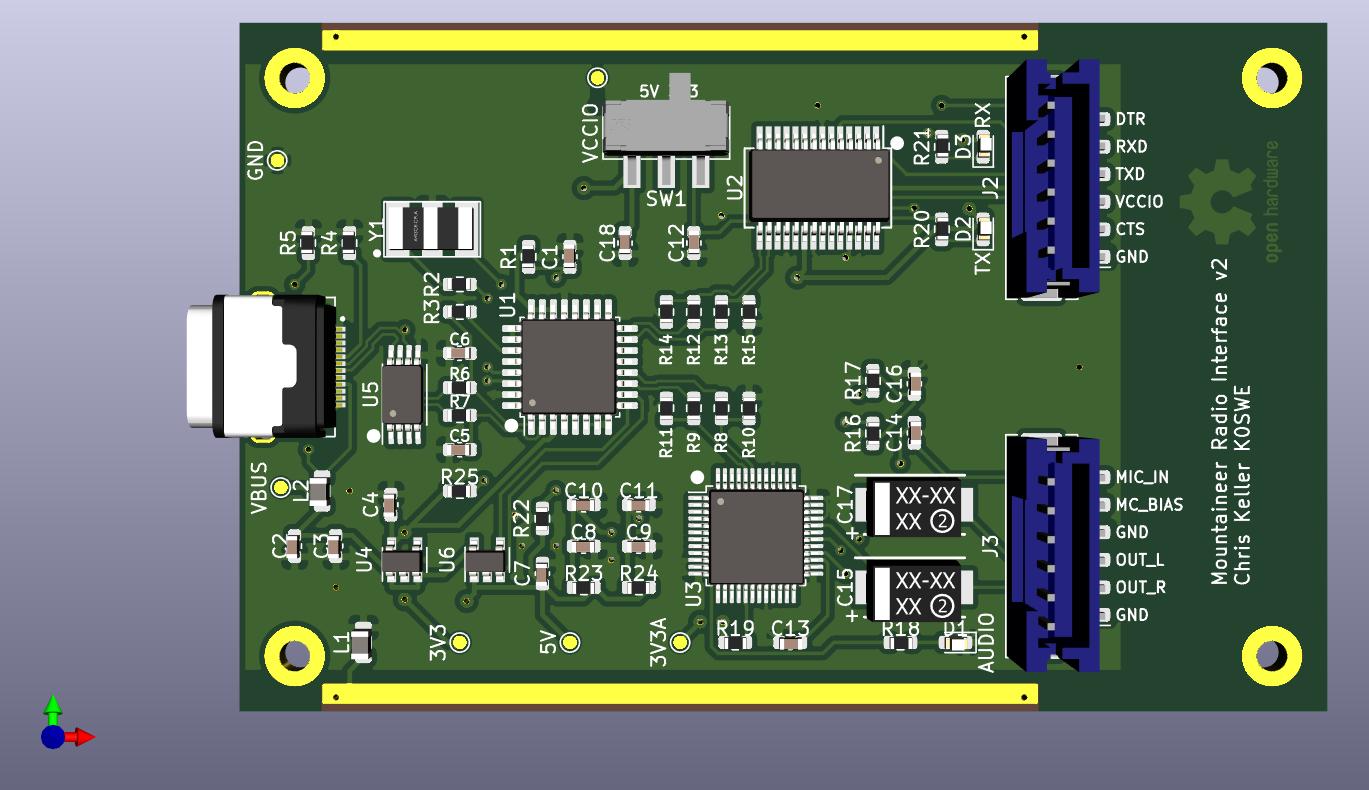 5V 3
VCCIO
SW1
GND
R5
R4
Y1
R3
R2
R1
C1
C18
C12
U2
R21
D3
RX
R20
D2
TX
J2
DTR
RXD
TXD
VCCIO
CTS
GND
open hardware
U1
C6
R6
R7
C5
U5
R14
R12
R13
R15
R11
R9
R8
R10
R17
C16
R16
C14
R25
VBUS
L2
C4
C2
C3
U4
U6
R22
C7
C10
C11
C8
C9
R23
R24
U3
+C17
XX-XX
XX 2
+C15
XX-XX
XX 2
J3
MIC_IN
MC_BIAS
GND
OUT_L
OUT_R
GND
Mountaineer Radio Interface v2
Chris Keller K0SWE
L1
3V3
5V
3V3A
R19
C13
R18
D1
AUDIO